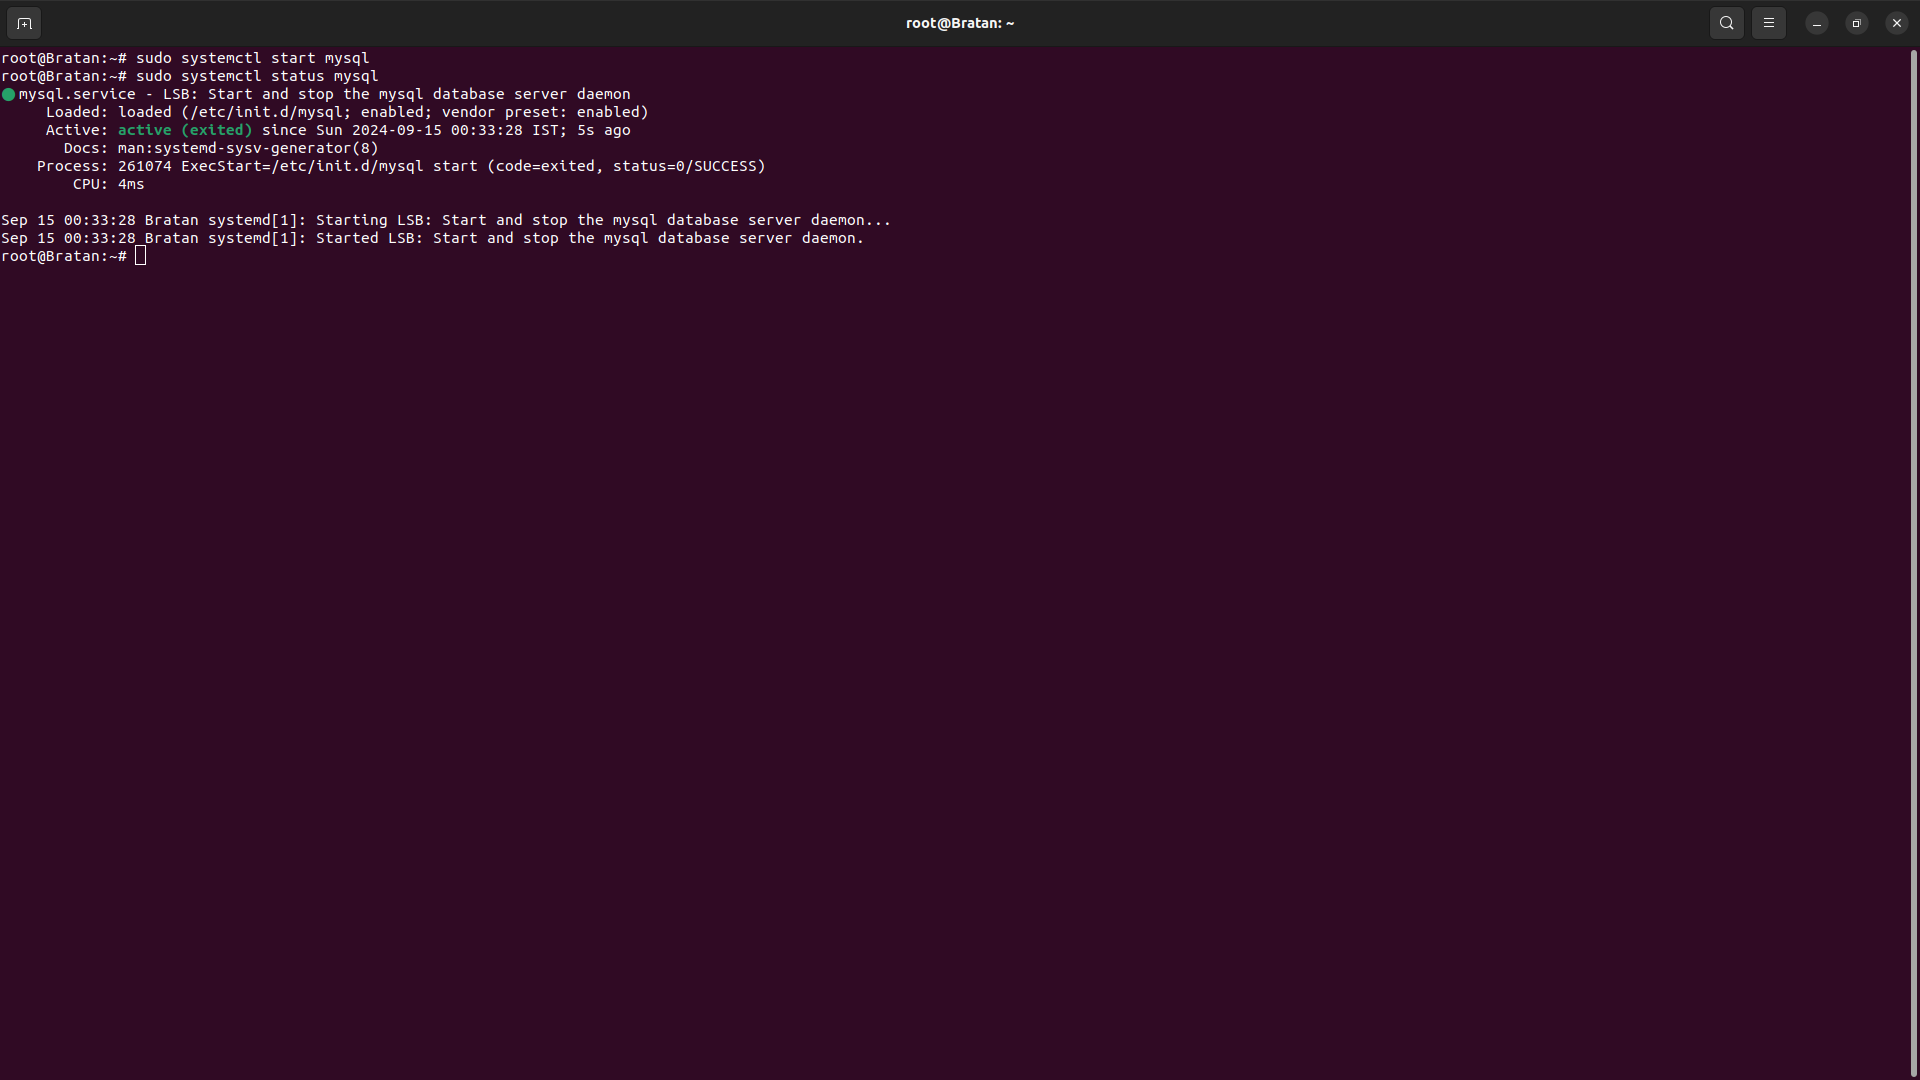 root@Bratan: ~
root@Bratan:~# sudo systemctl start mysql
root@Bratan:~# sudo systemctl status mysql
● mysql.service - LSB: Start and stop the mysql database server daemon
     Loaded: loaded (/etc/init.d/mysql; enabled; vendor preset: enabled)
     Active: active (exited) since Sun 2024-09-15 00:33:28 IST; 5s ago
       Docs: man:systemd-sysv-generator(8)
    Process: 261074 ExecStart=/etc/init.d/mysql start (code=exited, status=0/SUCCESS)
        CPU: 4ms

Sep 15 00:33:28 Bratan systemd[1]: Starting LSB: Start and stop the mysql database server daemon...
Sep 15 00:33:28 Bratan systemd[1]: Started LSB: Start and stop the mysql database server daemon.
root@Bratan:~#